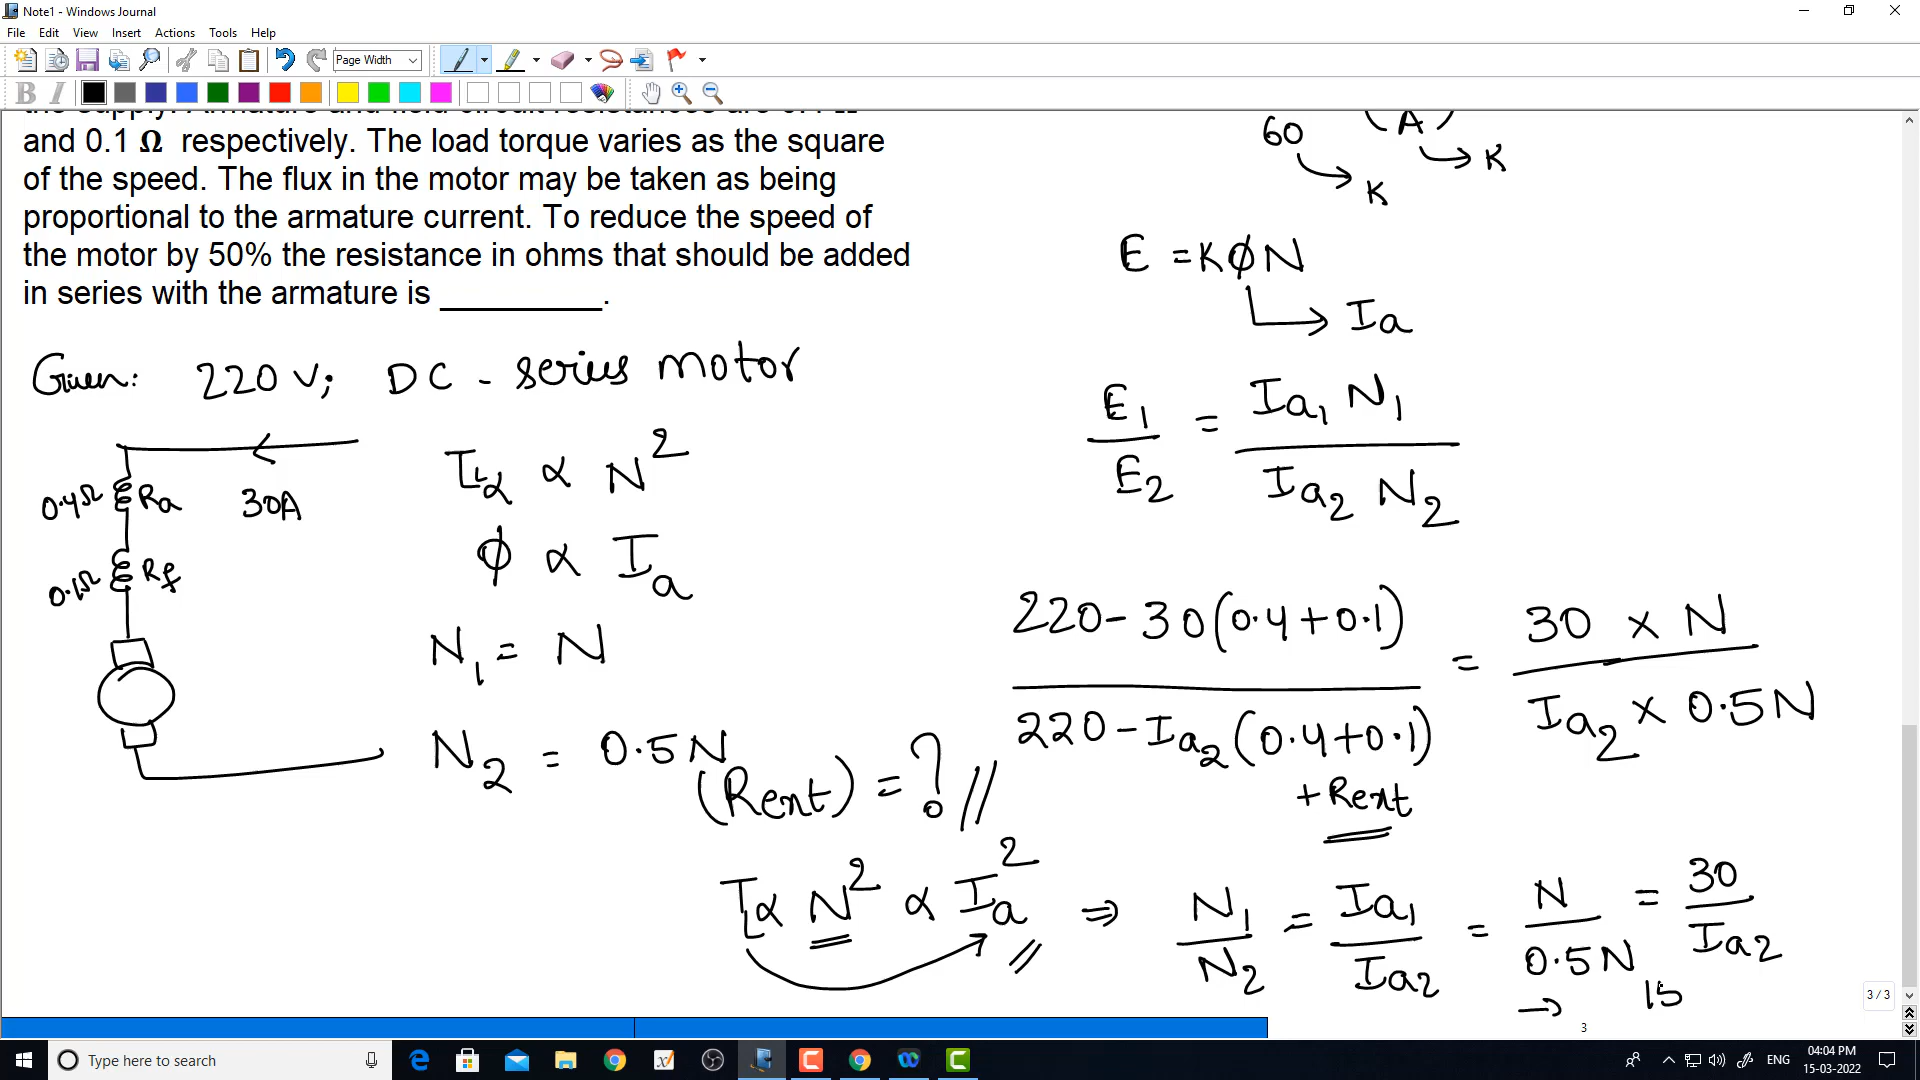 Note1 - Windows Journal
File Edit View Insert Actions Tools Help
Page Width
B I
and 0.1 Ω respectively. The load torque varies as the square
of the speed. The flux in the motor may be taken as being
proportional to the armature current. To reduce the speed of
the motor by 50% the resistance in ohms that should be added
in series with the armature is _________.
Given: 220 V; DC - series motor
30A
0.4Ω Ra
0.1Ω Rf
TL α N²
φ α Ia
N1 = N
N2 = 0.5N
(Rext) = ? //
60 (A)
K K
E = KφN
Ia
E1/E2 = Ia1 N1 / Ia2 N2
220 - 30(0.4+0.1) / 220 - Ia2(0.4+0.1) + Rext = 30 × N / Ia2 × 0.5N
TL α N² α Ia² ⇒ N1/N2 = Ia1/Ia2 = N/0.5N = 30/Ia2
→ 15
3 / 3
3
Type here to search
ENG
04:04 PM
15-03-2022